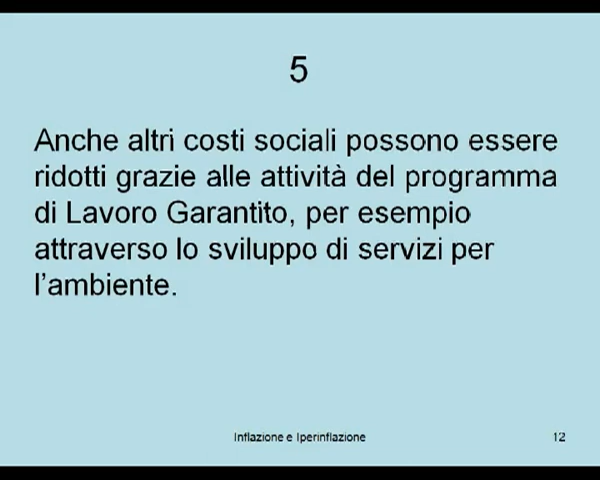 5
Anche altri costi sociali possono essere
ridotti grazie alle attività del programma
di Lavoro Garantito, per esempio
attraverso lo sviluppo di servizi per
l'ambiente.
Inflazione e Iperinflazione
12